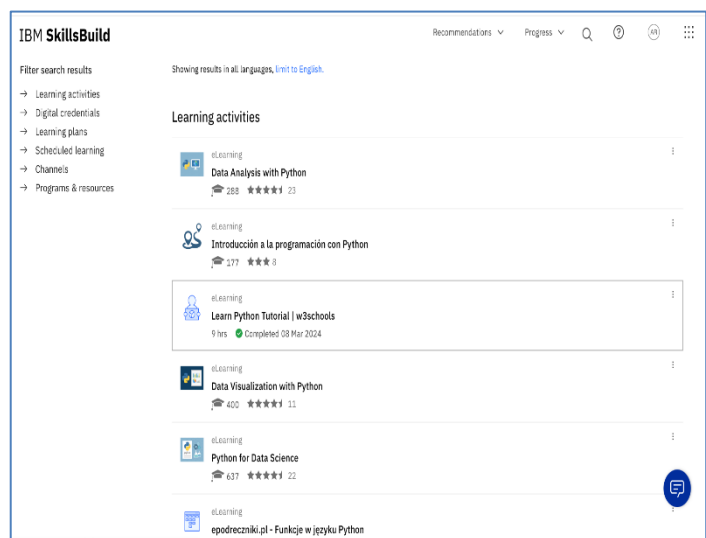 IBM SkillsBuild
Recommendations
Progress
Filter search results
Learning activities
Digital credentials
Learning plans
Scheduled learning
Channels
Programs & resources
Showing results in all languages, limit to English.
Learning activities
eLearning
Data Analysis with Python
288 23
eLearning
Introducción a la programación con Python
177 8
eLearning
Learn Python Tutorial | w3schools
9 hrs Completed 08 Mar 2024
eLearning
Data Visualization with Python
400 11
eLearning
Python for Data Science
637 22
eLearning
epodreczniki.pl - Funkcje w języku Python